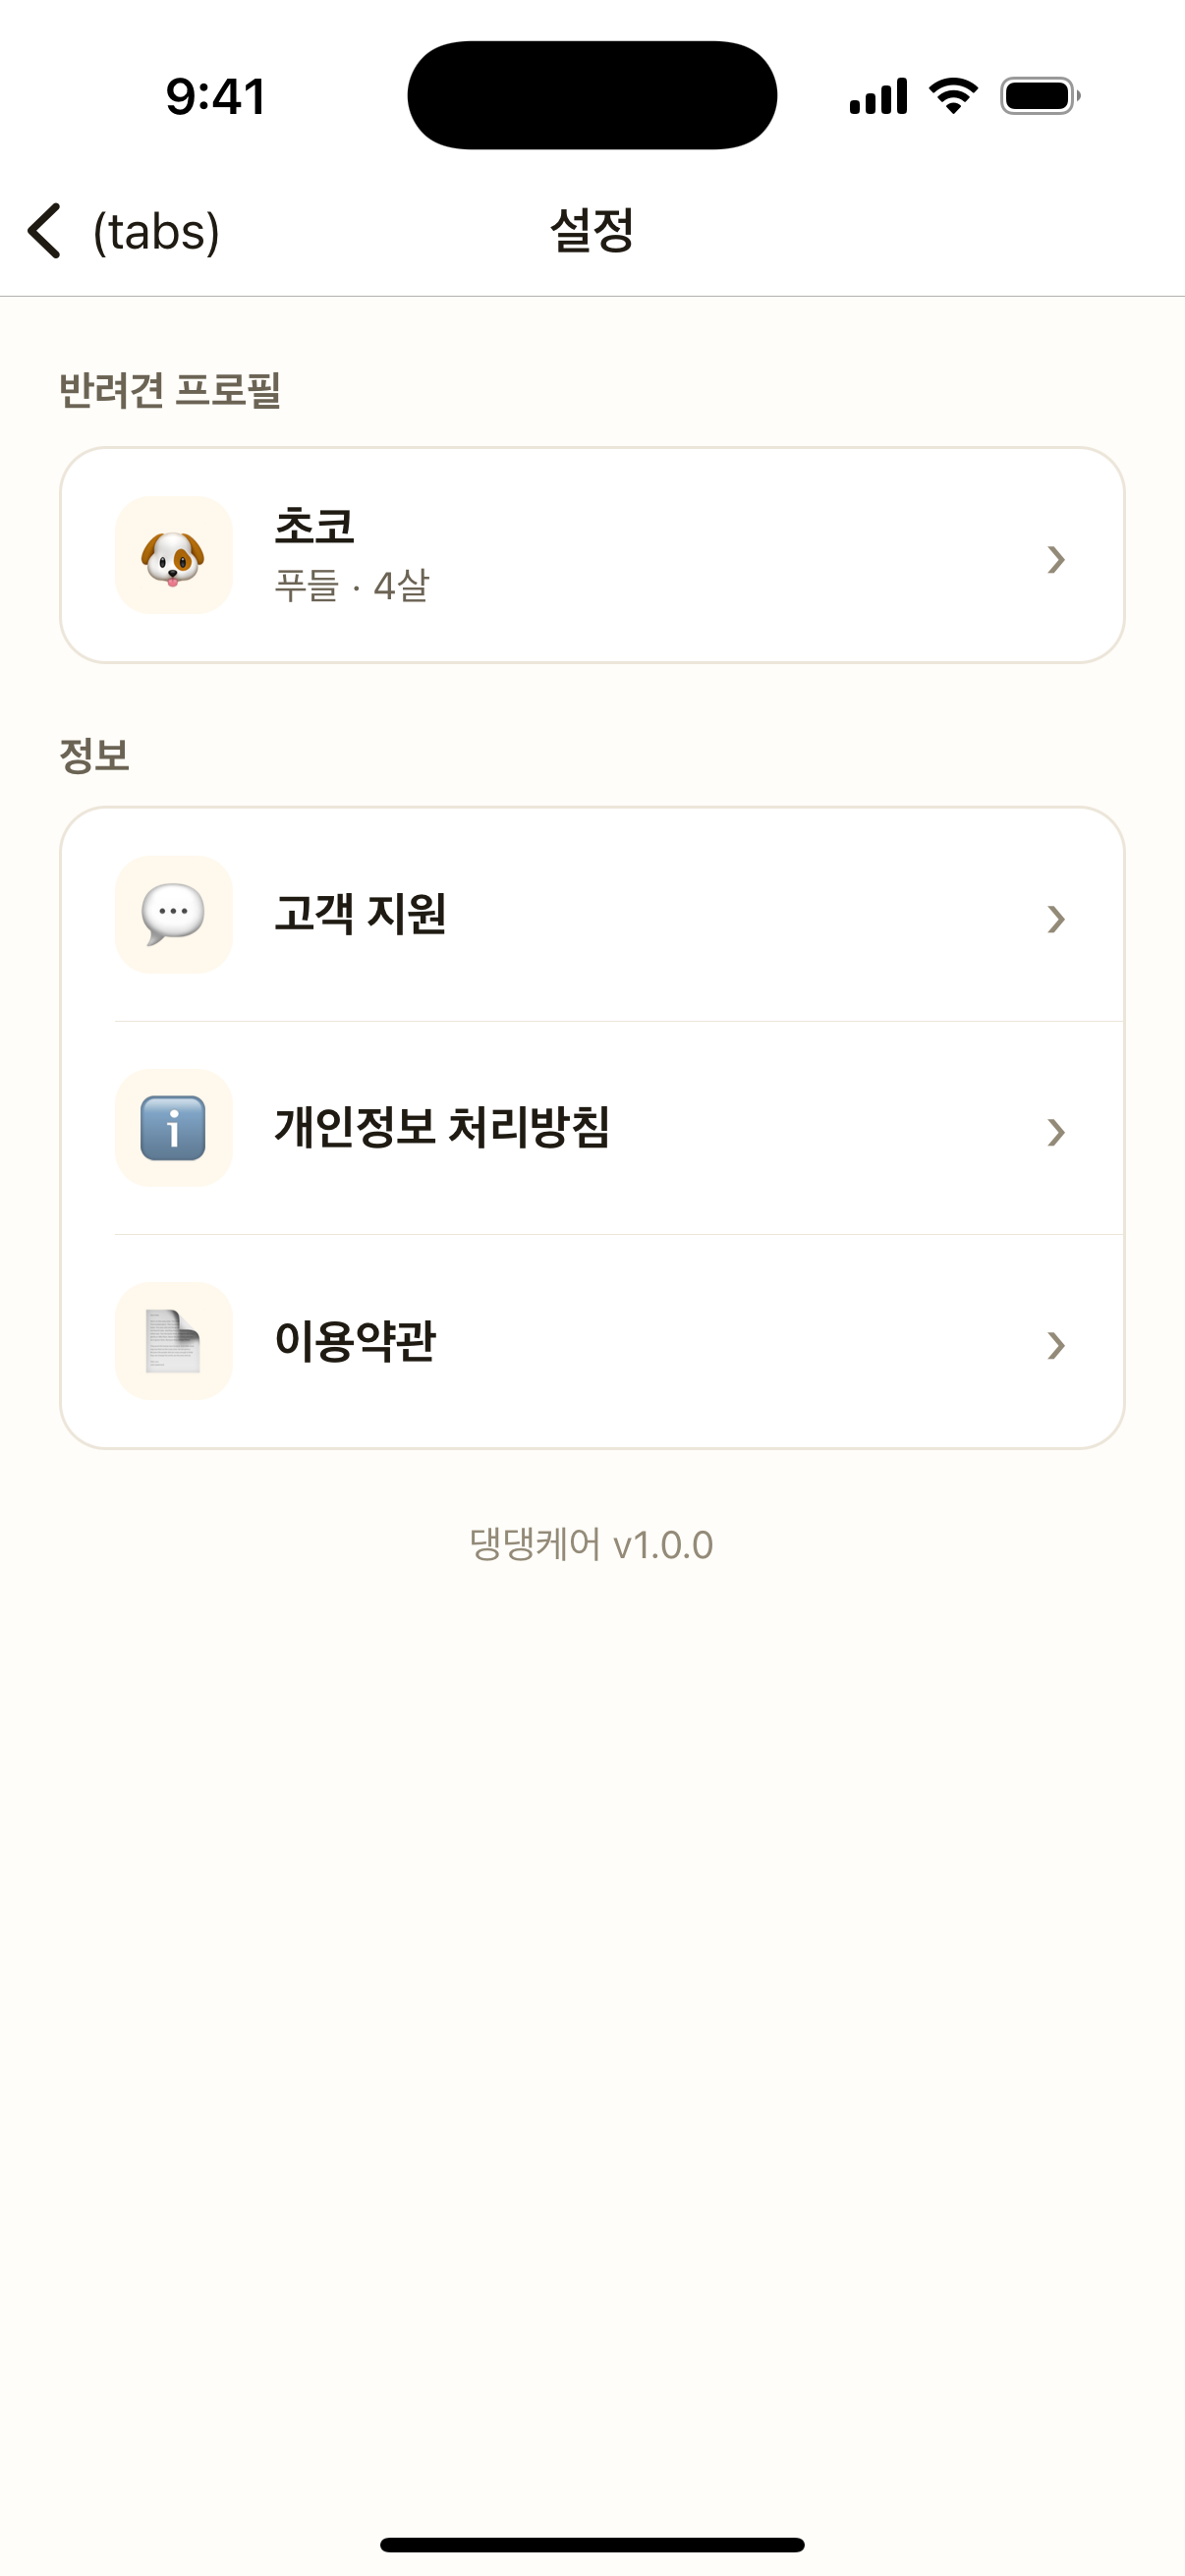 9:41
(tabs)
설정
반려견 프로필
초코
푸들 · 4살
정보
고객 지원
개인정보 처리방침
이용약관
댕댕케어 v1.0.0